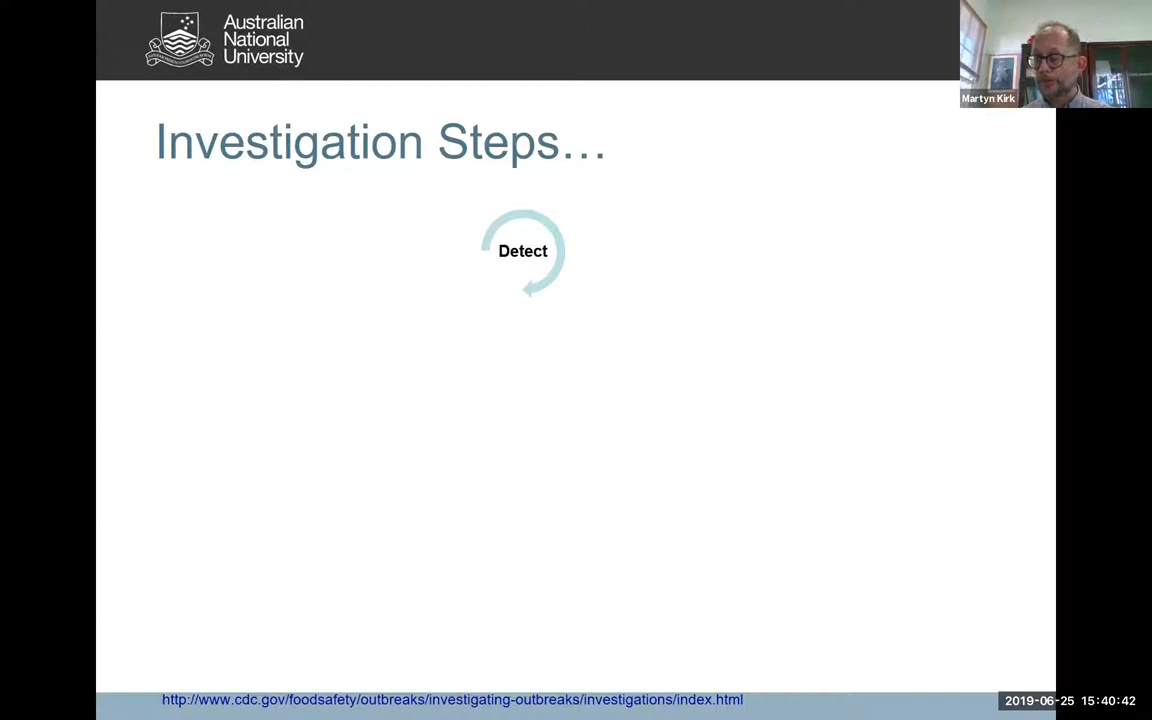 Australian
National
University
Martyn Kirk
Investigation Steps…
Detect
http://www.cdc.gov/foodsafety/outbreaks/investigating-outbreaks/investigations/index.html
2019-06-25 15:40:42